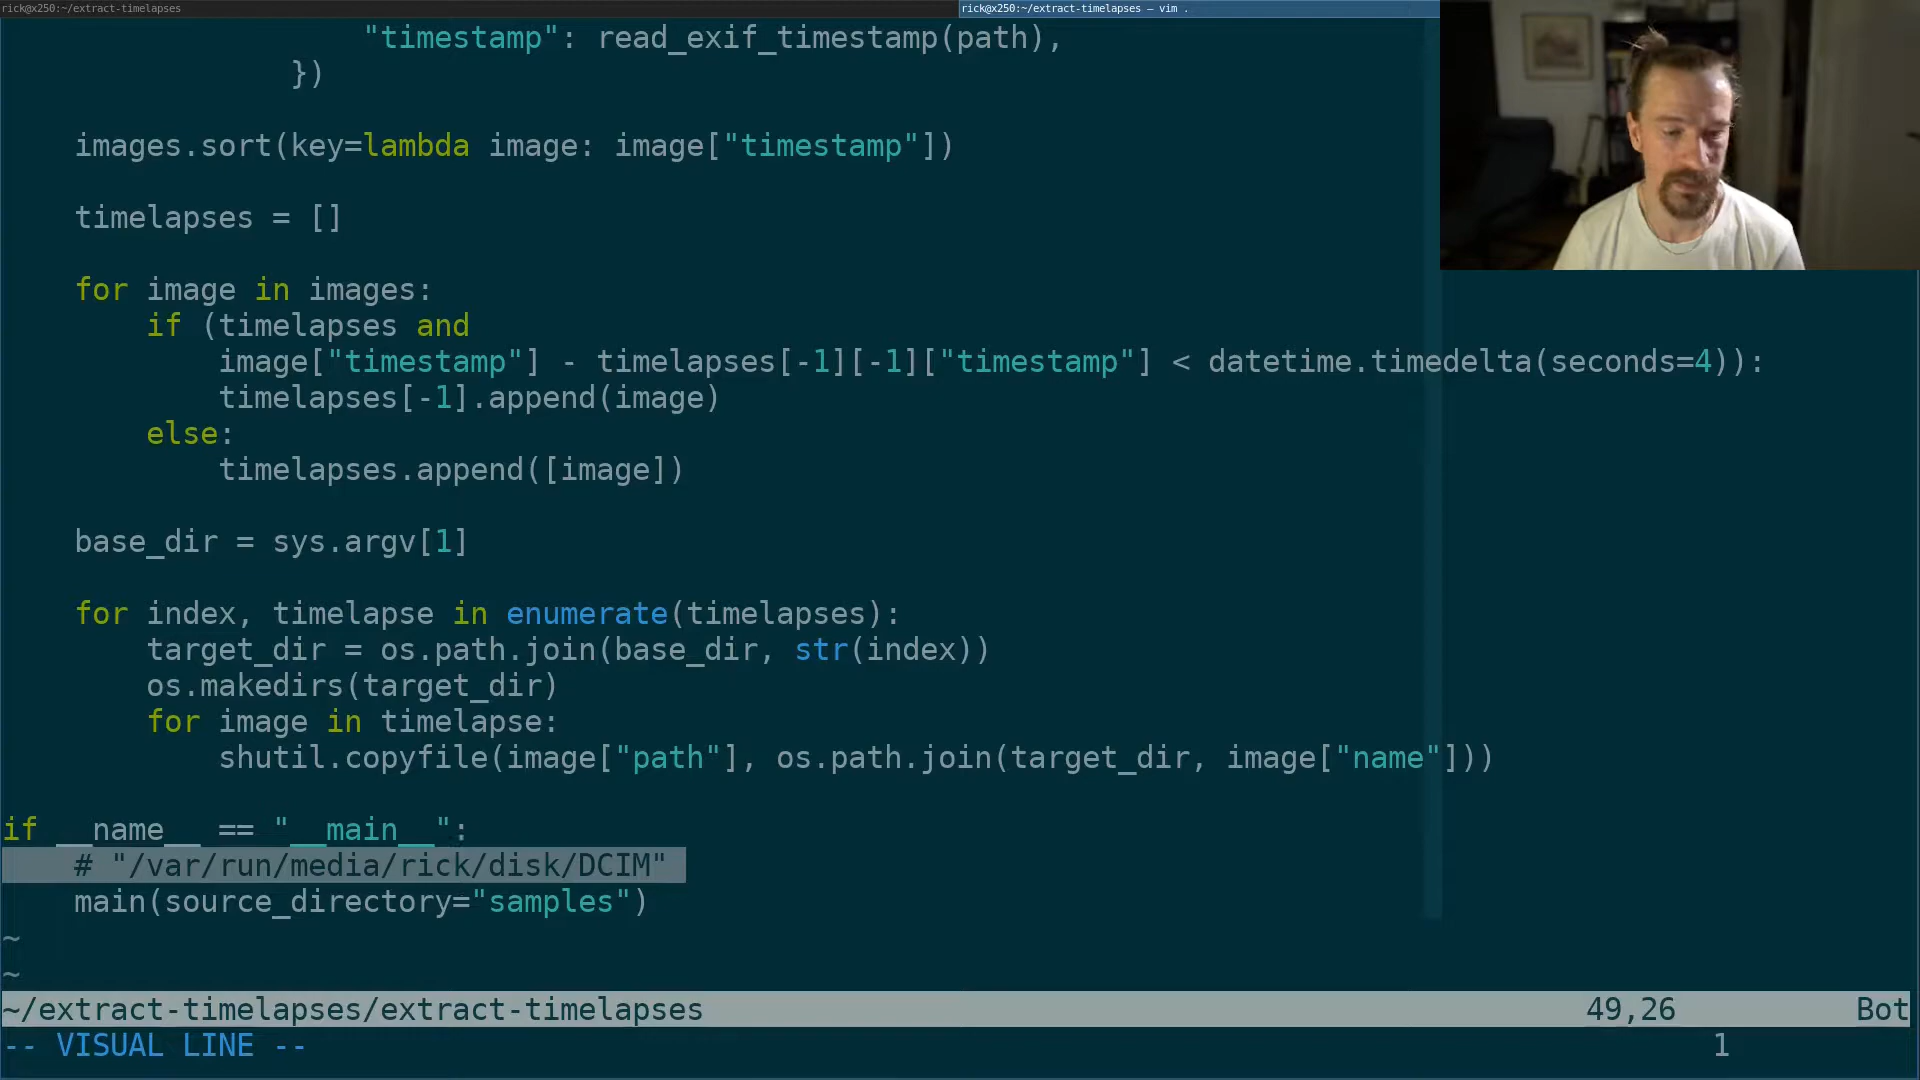 rick@x250:~/extract-timelapses
rick@x250:~/extract-timelapses — vim .
"timestamp": read_exif_timestamp(path),
})
images.sort(key=lambda image: image["timestamp"])
timelapses = []
for image in images:
if (timelapses and
image["timestamp"] - timelapses[-1][-1]["timestamp"] < datetime.timedelta(seconds=4)):
timelapses[-1].append(image)
else:
timelapses.append([image])
base_dir = sys.argv[1]
for index, timelapse in enumerate(timelapses):
target_dir = os.path.join(base_dir, str(index))
os.makedirs(target_dir)
for image in timelapse:
shutil.copyfile(image["path"], os.path.join(target_dir, image["name"]))
if __name__ == "__main__":
# "/var/run/media/rick/disk/DCIM"
main(source_directory="samples")
~
~
~/extract-timelapses/extract-timelapses 49,26 Bot
-- VISUAL LINE -- 1